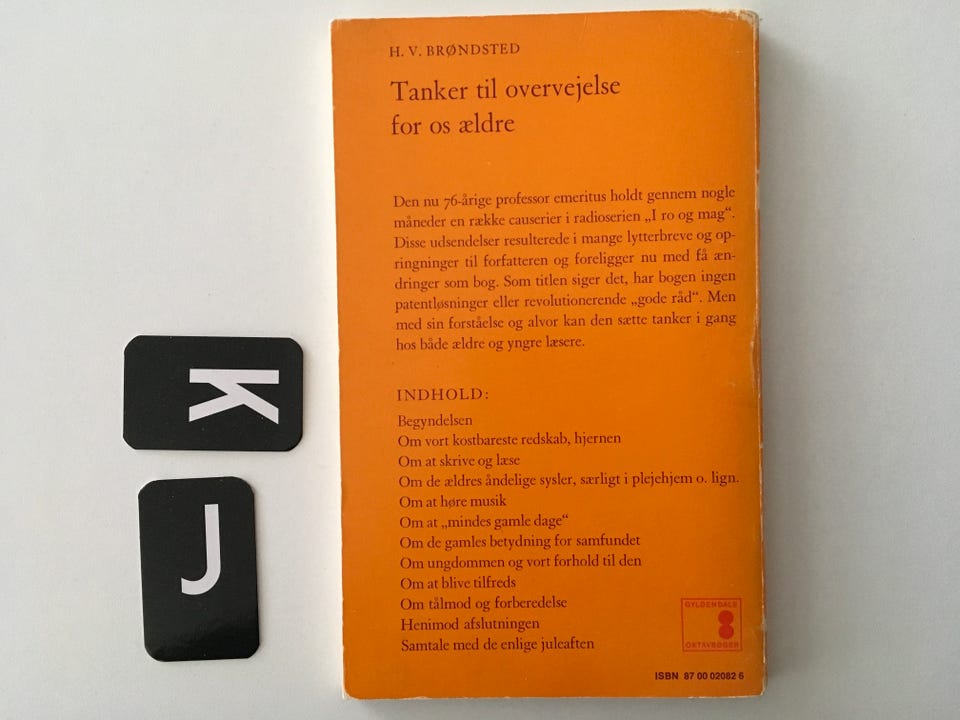 H. V. BRØNDSTED
Tanker til overvejelse
for os ældre
Den nu 76-årige professor emeritus holdt gennem nogle
måneder en række causerier i radioserien „I ro og mag“.
Disse udsendelser resulterede i mange lytterbreve og op-
ringninger til forfatteren og foreligger nu med få æn-
dringer som bog. Som titlen siger det, har bogen ingen
patentløsninger eller revolutionerende „gode råd“. Men
med sin forståelse og alvor kan den sætte tanker i gang
hos både ældre og yngre læsere.
INDHOLD:
Begyndelsen
Om vort kostbareste redskab, hjernen
Om at skrive og læse
Om de ældres åndelige sysler, særligt i plejehjem o. lign.
Om at høre musik
Om at „mindes gamle dage“
Om de gamles betydning for samfundet
Om ungdommen og vort forhold til den
Om at blive tilfreds
Om tålmod og forberedelse
Henimod afslutningen
Samtale med de enlige juleaften
GYLDENDALS
8
OKTAVBØGER
ISBN 87 00 02082 6
K
J